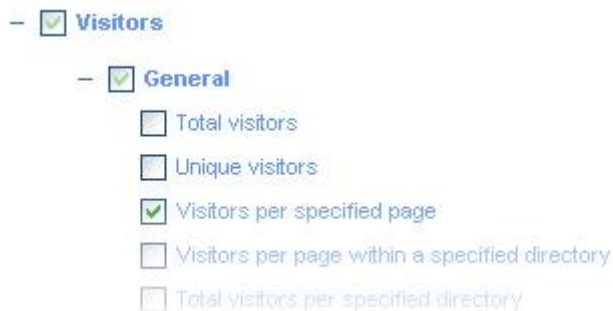 Visitors
General
Total visitors
Unique visitors
Visitors per specified page
Visitors per page within a specified directory
Total visitors per specified directory